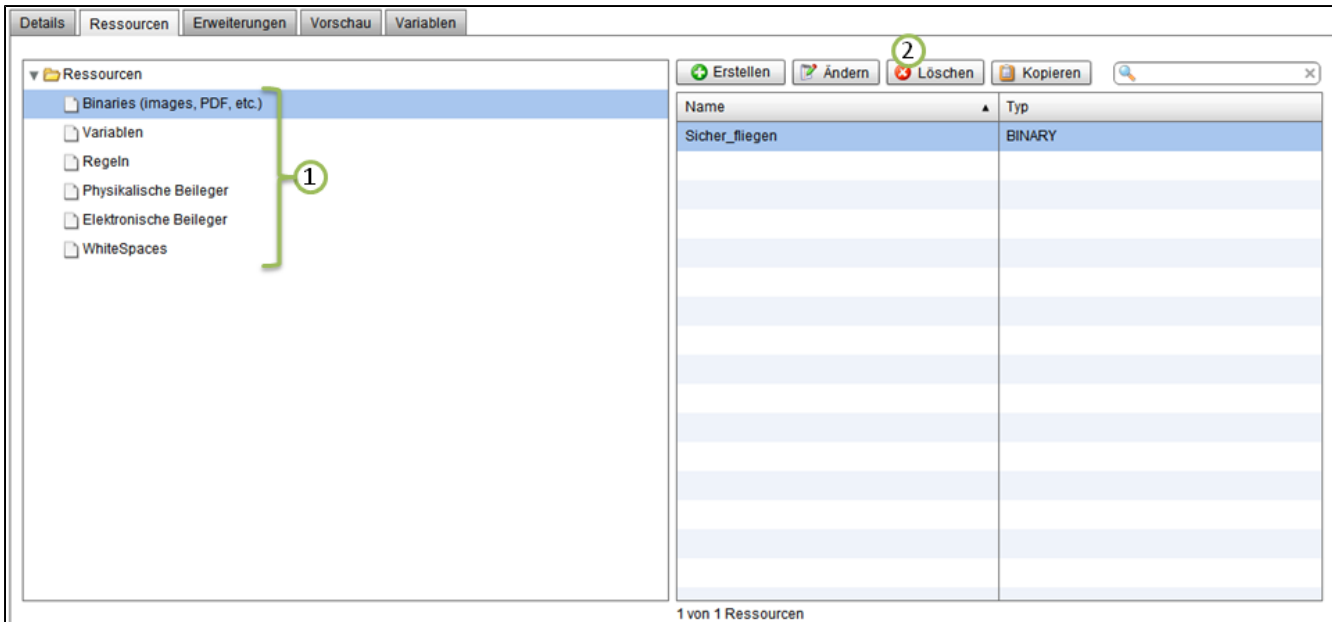 Details Ressourcen Erweiterungen Vorschau Variablen
Ressourcen
Binaries (images, PDF, etc.)
Variablen
Regeln
Physikalische Beileger
Elektronische Beileger
WhiteSpaces
1
2
Erstellen Ändern Löschen Kopieren
Name Typ
Sicher_fliegen BINARY
1 von 1 Ressourcen